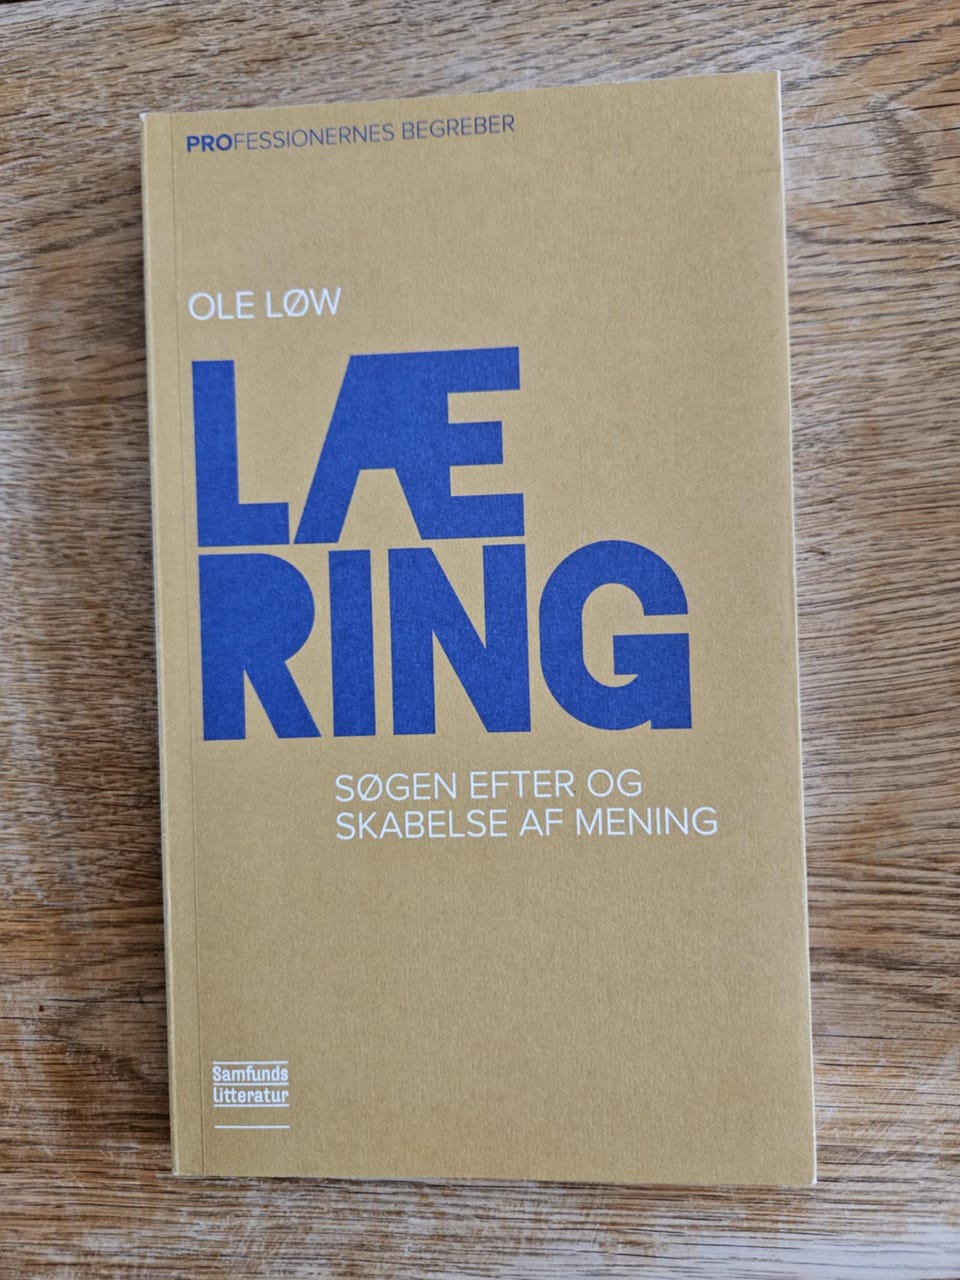 PROFESSIONERNES BEGREBER
OLE LØW
LÆ
RING
SØGEN EFTER OG
SKABELSE AF MENING
Samfunds
litteratur